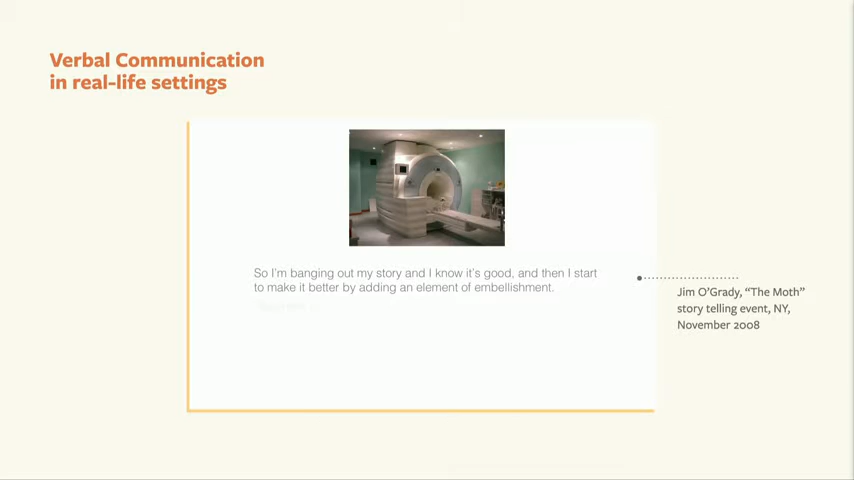 Verbal Communication
in real-life settings
So I'm banging out my story and I know it's good, and then I start
to make it better by adding an element of embellishment.
Jim O'Grady, “The Moth”
story telling event, NY,
November 2008